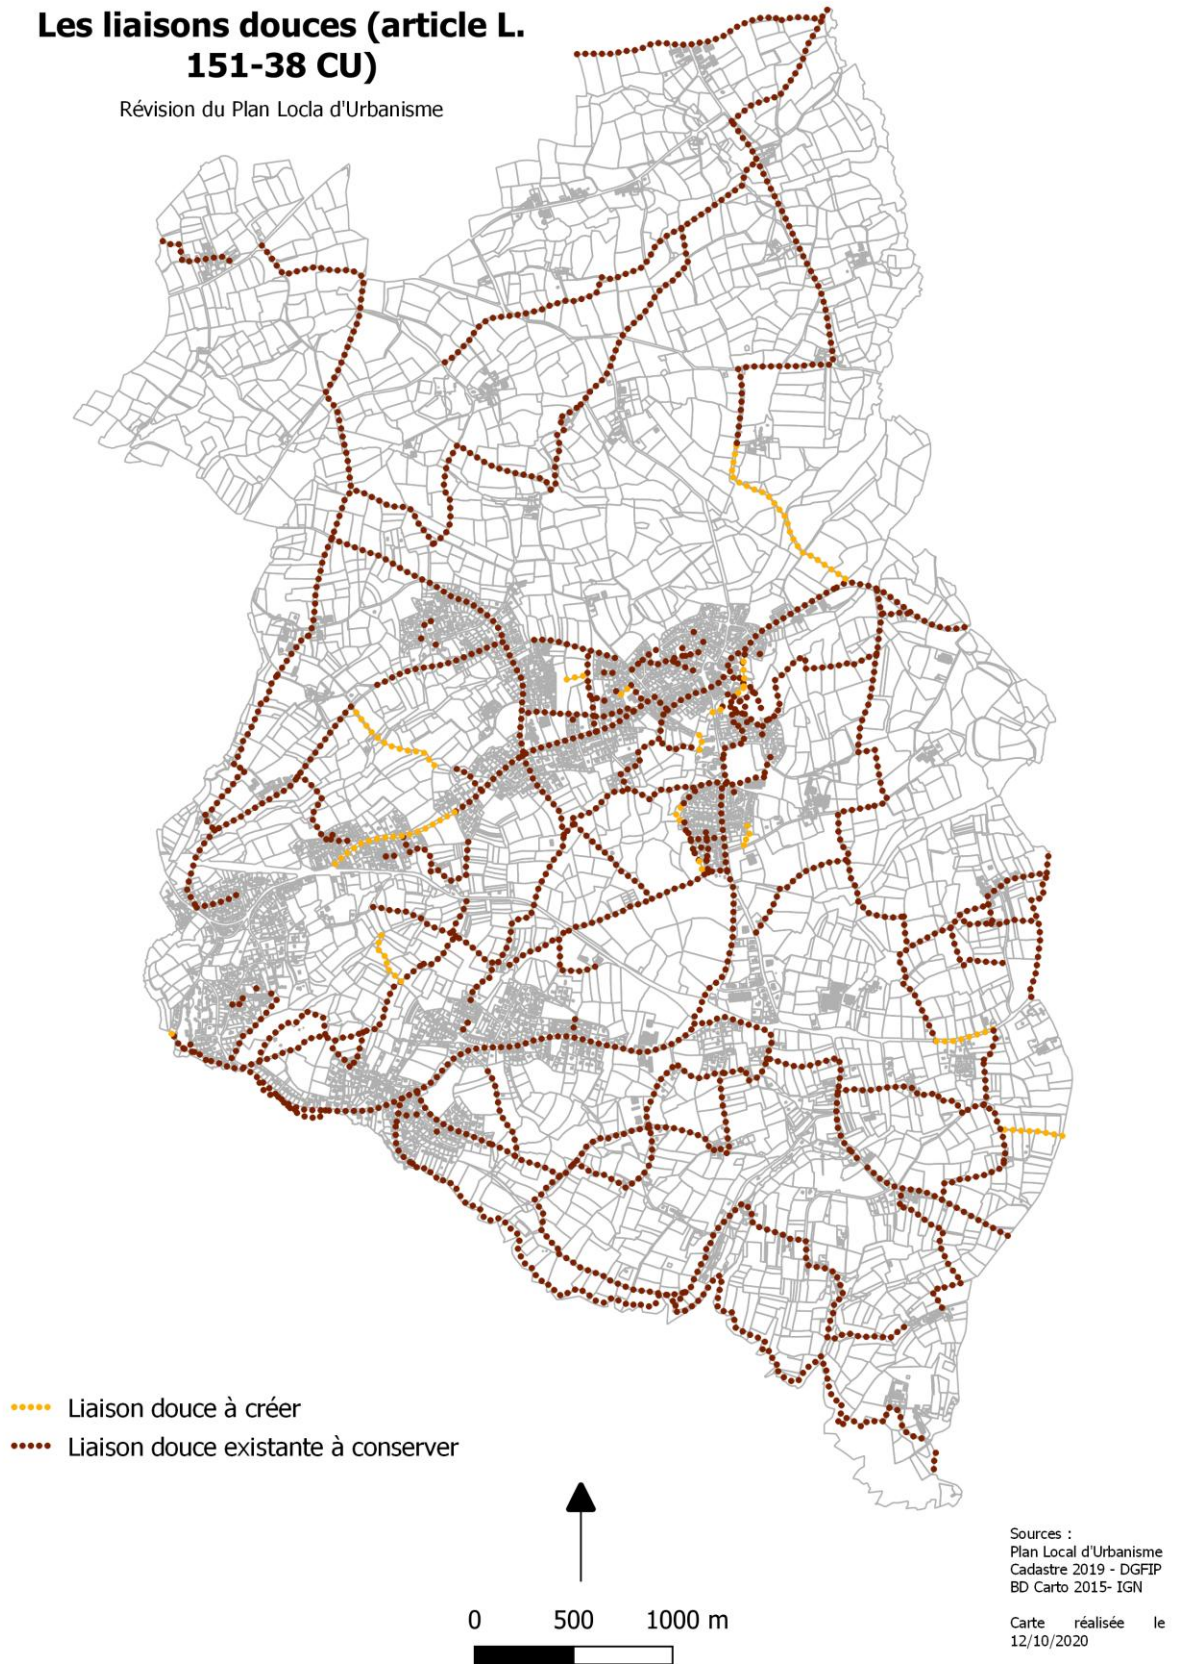 Les liaisons douces (article L.
151-38 CU)
Révision du Plan Locla d'Urbanisme
Liaison douce à créer
Liaison douce existante à conserver
0 500 1000 m
Sources :
Plan Local d'Urbanisme
Cadastre 2019 - DGFIP
BD Carto 2015- IGN
Carte réalisée le
12/10/2020